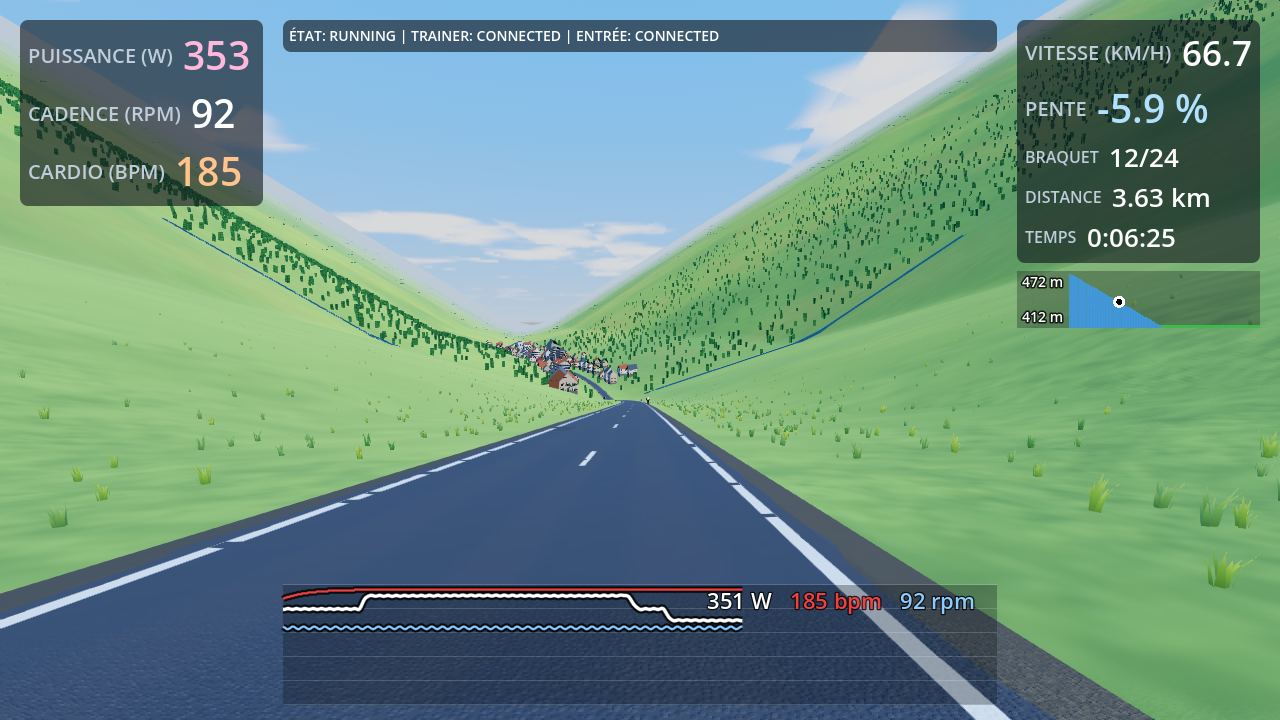 PUISSANCE (W) 353
CADENCE (RPM) 92
CARDIO (BPM) 185
ÉTAT: RUNNING | TRAINER: CONNECTED | ENTRÉE: CONNECTED
VITESSE (KM/H) 66.7
PENTE -5.9 %
BRAQUET 12/24
DISTANCE 3.63 km
TEMPS 0:06:25
472 m
412 m
351 W 185 bpm 92 rpm